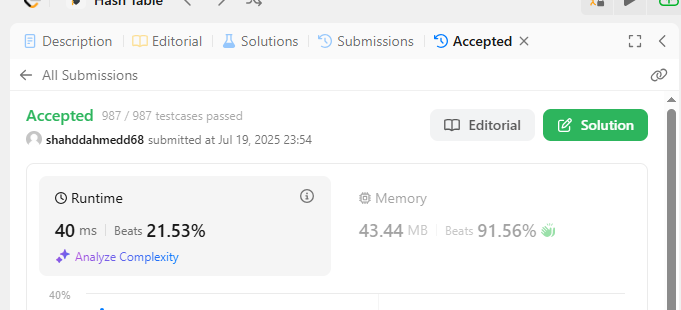 Hash Table
Description Editorial Solutions Submissions Accepted
All Submissions
Accepted 987 / 987 testcases passed
shahddahmedd68 submitted at Jul 19, 2025 23:54
Editorial Solution
Runtime
40 ms Beats 21.53%
Analyze Complexity
Memory
43.44 MB Beats 91.56%
40%